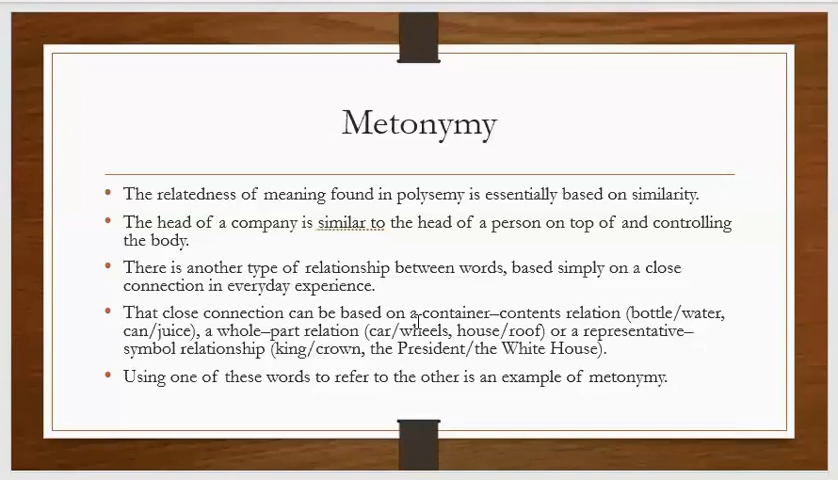 Metonymy
• The relatedness of meaning found in polysemy is essentially based on similarity.
• The head of a company is similar to the head of a person on top of and controlling
the body.
• There is another type of relationship between words, based simply on a close
connection in everyday experience.
• That close connection can be based on a container–contents relation (bottle/water,
can/juice), a whole–part relation (car/wheels, house/roof) or a representative–
symbol relationship (king/crown, the President/the White House).
• Using one of these words to refer to the other is an example of metonymy.